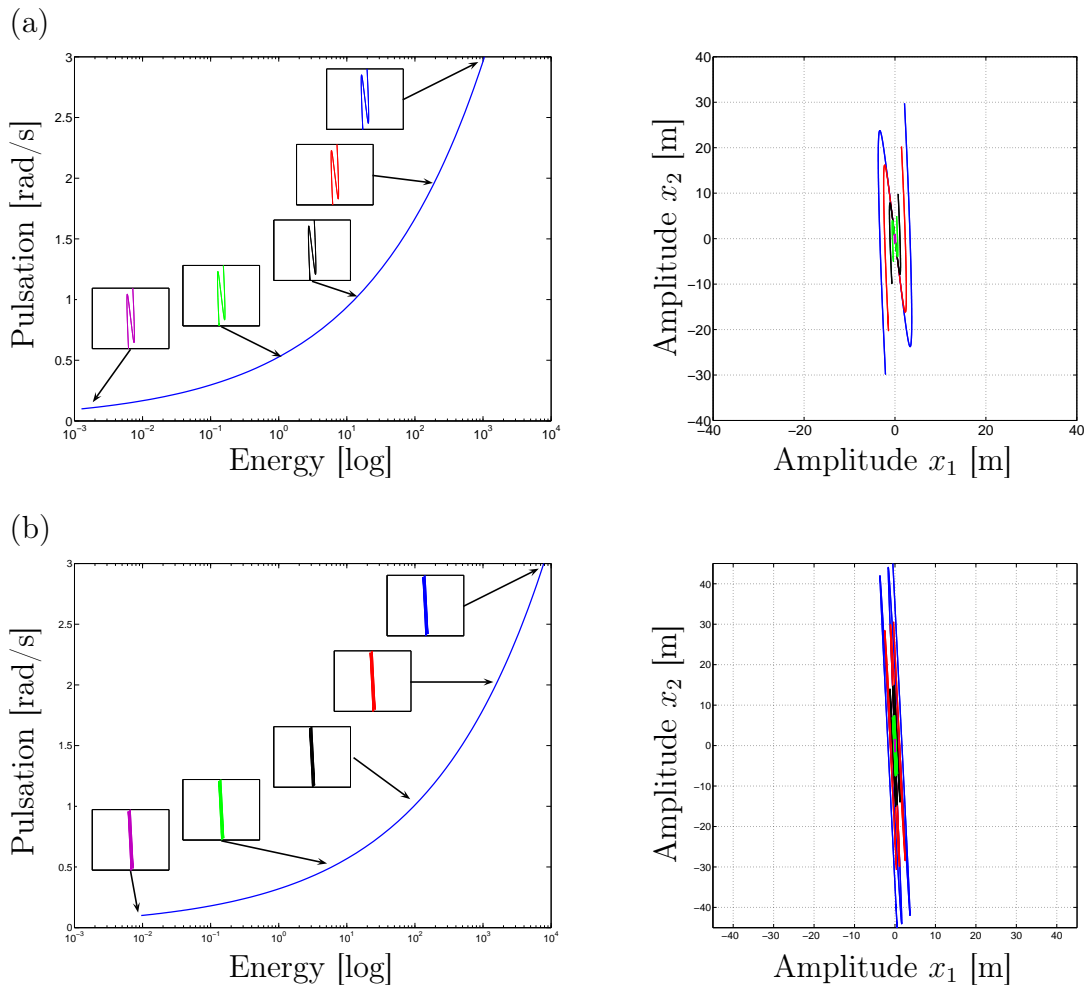 (a)
Pulsation [rad/s]
3
2.5
2
1.5
1
0.5
0
10^-3 10^-2 10^-1 10^0 10^1 10^2 10^3 10^4
Energy [log]
Amplitude x_2 [m]
40
30
20
10
0
−10
−20
−30
−40
−40 −20 0 20 40
Amplitude x_1 [m]
(b)
Pulsation [rad/s]
3
2.5
2
1.5
1
0.5
0
10^-3 10^-2 10^-1 10^0 10^1 10^2 10^3 10^4
Energy [log]
Amplitude x_2 [m]
40
30
20
10
0
−10
−20
−30
−40
−40 −30 −20 −10 0 10 20 30 40
Amplitude x_1 [m]